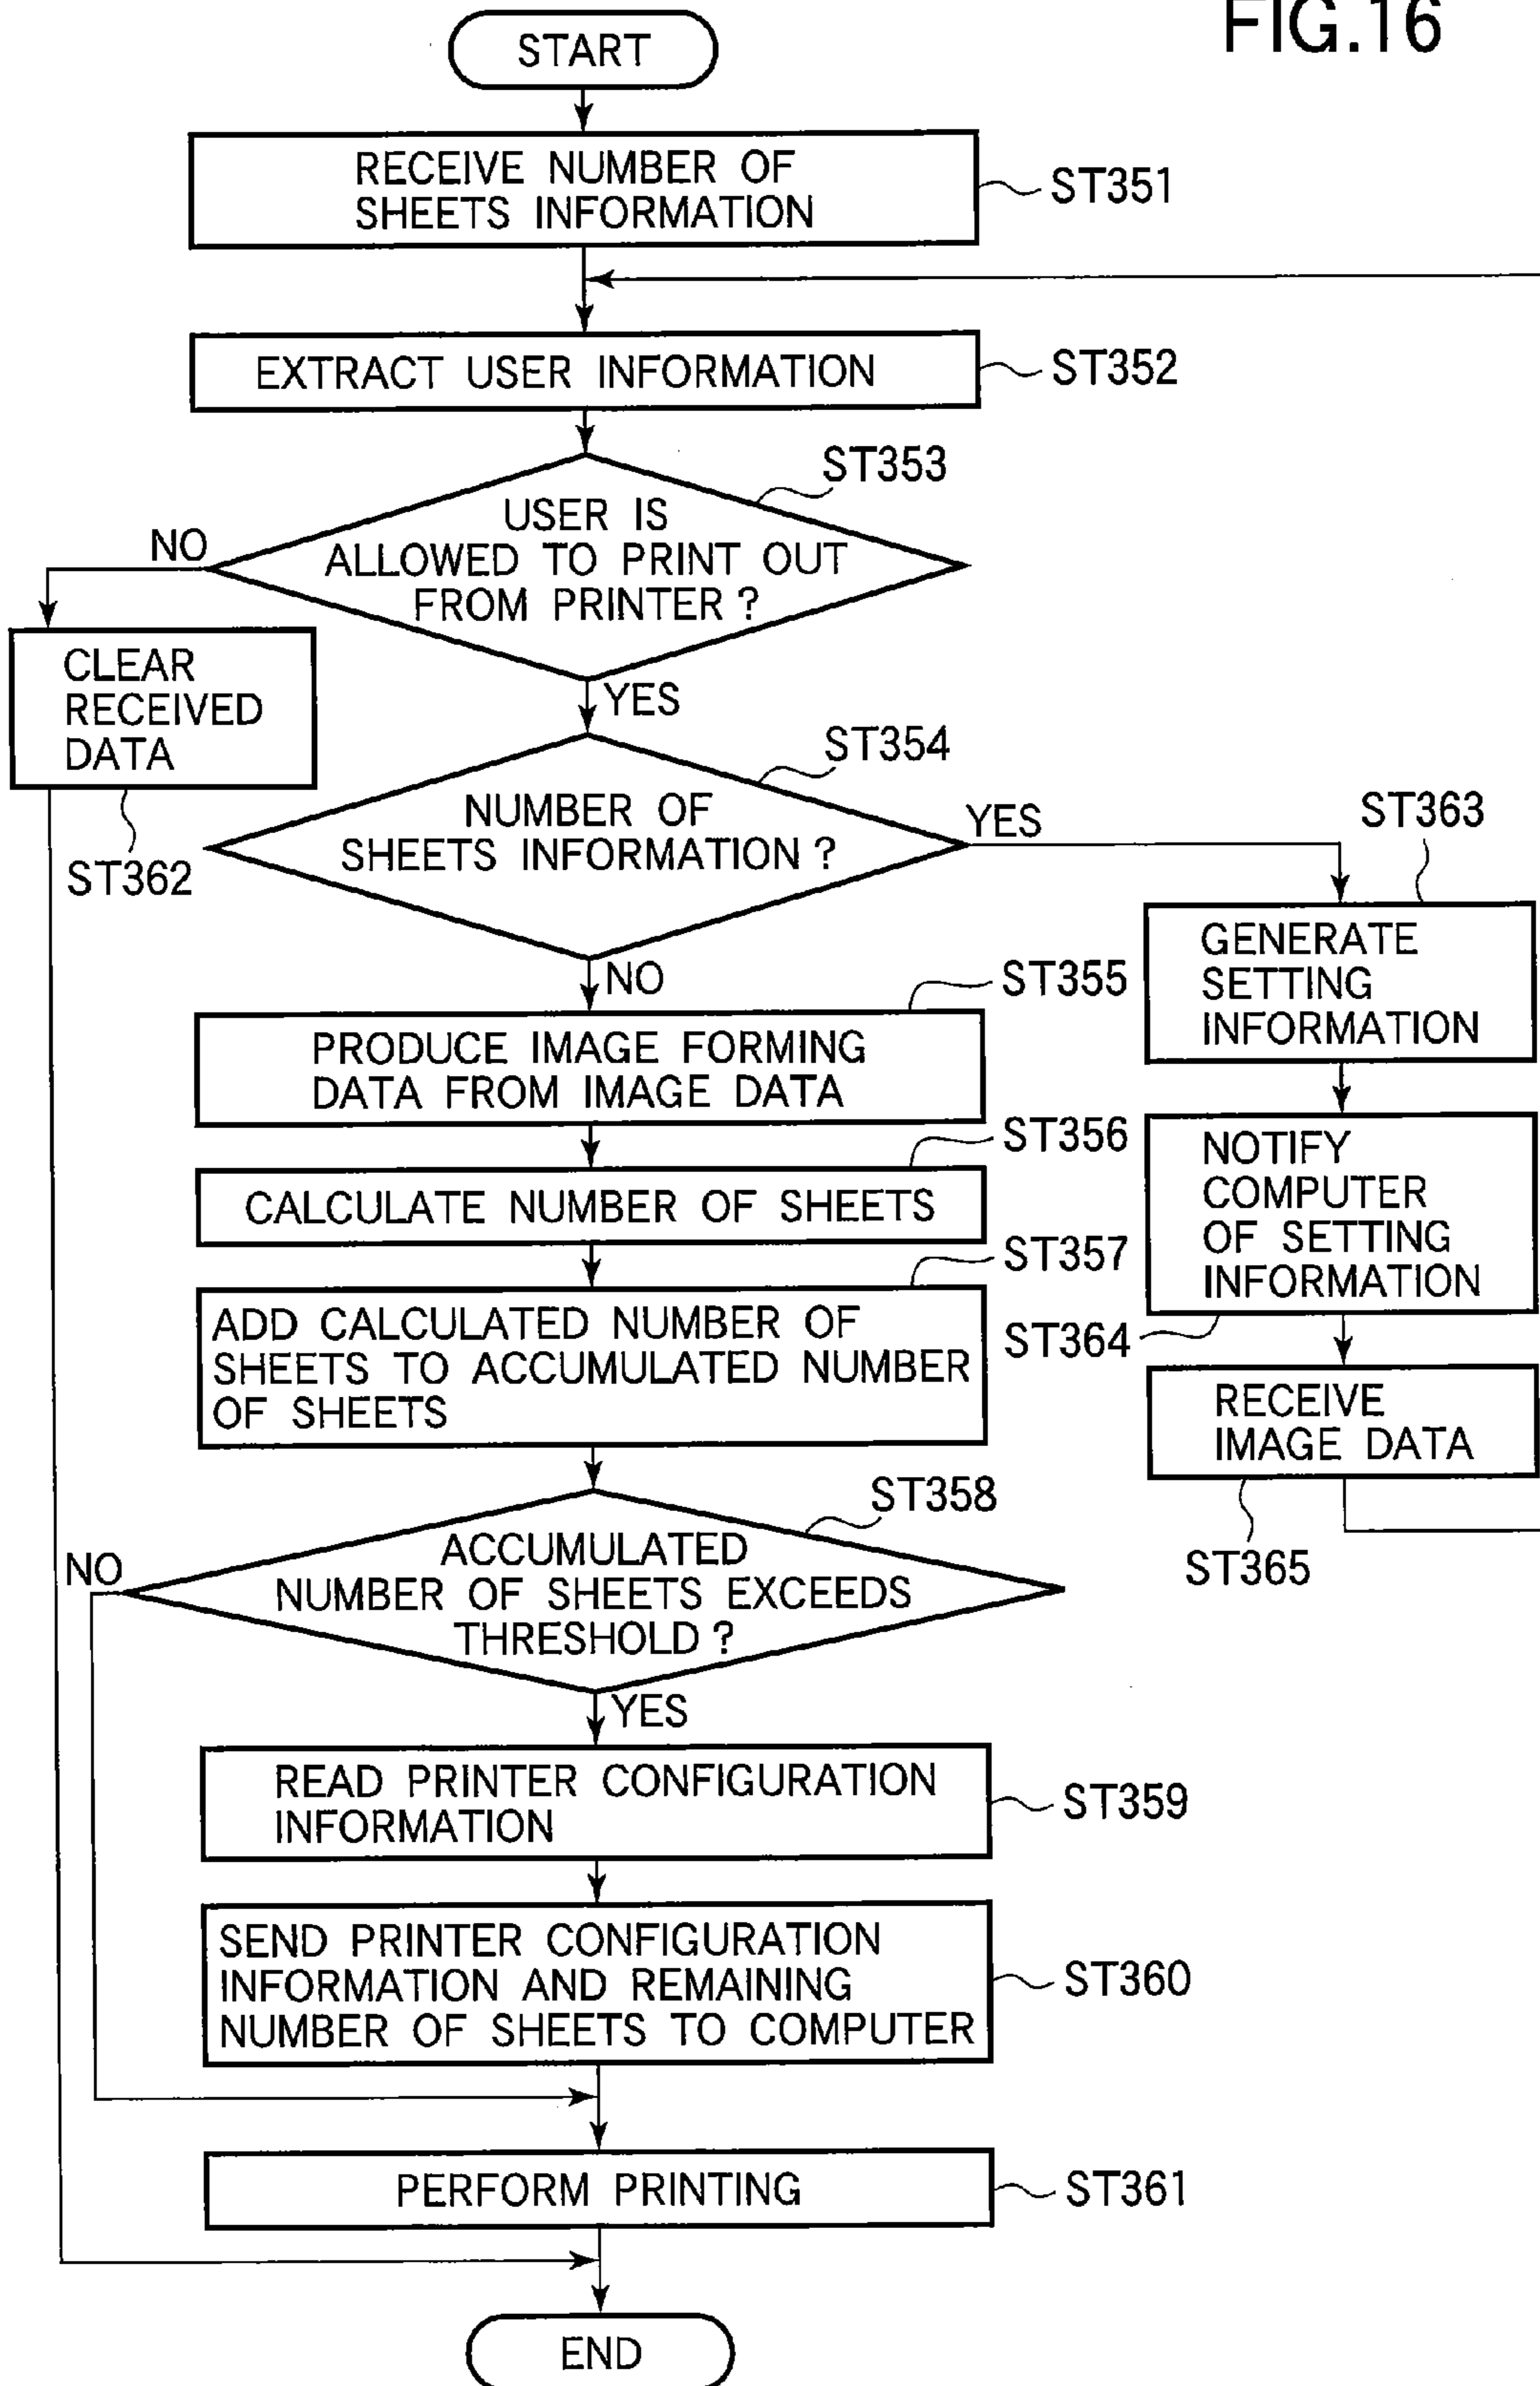 FIG.16
START
RECEIVE NUMBER OF
SHEETS INFORMATION
ST351
EXTRACT USER INFORMATION
ST352
ST353
USER IS
ALLOWED TO PRINT OUT
FROM PRINTER ?
NO
YES
CLEAR
RECEIVED
DATA
ST362
ST354
NUMBER OF
SHEETS INFORMATION ?
YES
NO
ST363
GENERATE
SETTING
INFORMATION
ST355
PRODUCE IMAGE FORMING
DATA FROM IMAGE DATA
ST356
CALCULATE NUMBER OF SHEETS
NOTIFY
COMPUTER
OF SETTING
INFORMATION
ST364
ST357
ADD CALCULATED NUMBER OF
SHEETS TO ACCUMULATED NUMBER
OF SHEETS
RECEIVE
IMAGE DATA
ST365
ST358
ACCUMULATED
NUMBER OF SHEETS EXCEEDS
THRESHOLD ?
NO
YES
READ PRINTER CONFIGURATION
INFORMATION
ST359
SEND PRINTER CONFIGURATION
INFORMATION AND REMAINING
NUMBER OF SHEETS TO COMPUTER
ST360
PERFORM PRINTING
ST361
END